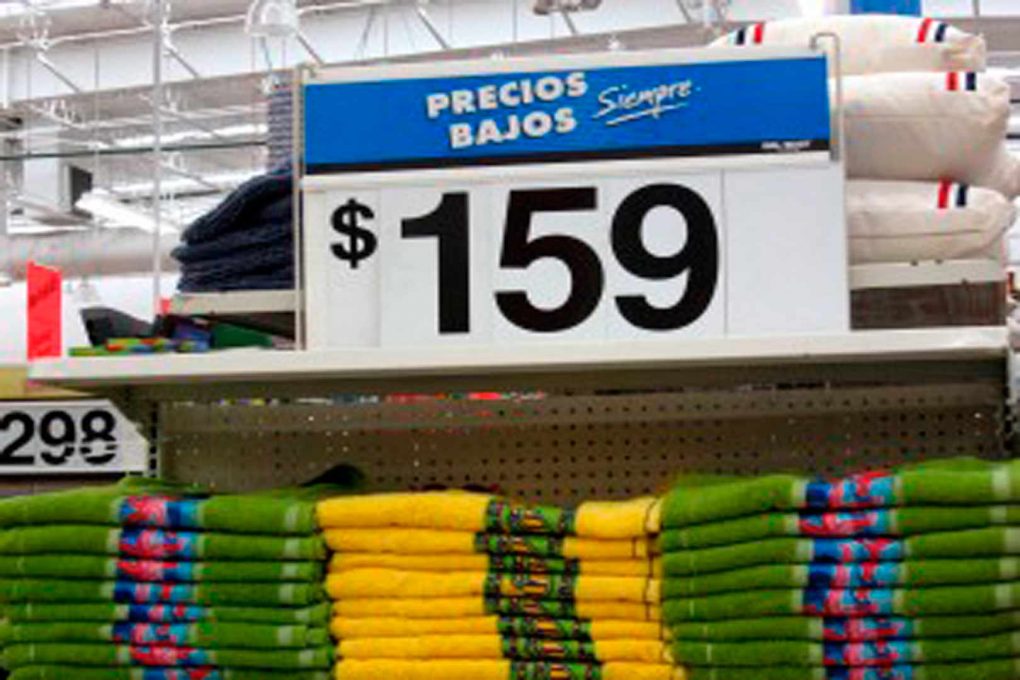 PRECIOS
BAJOS Siempre.
$159
298